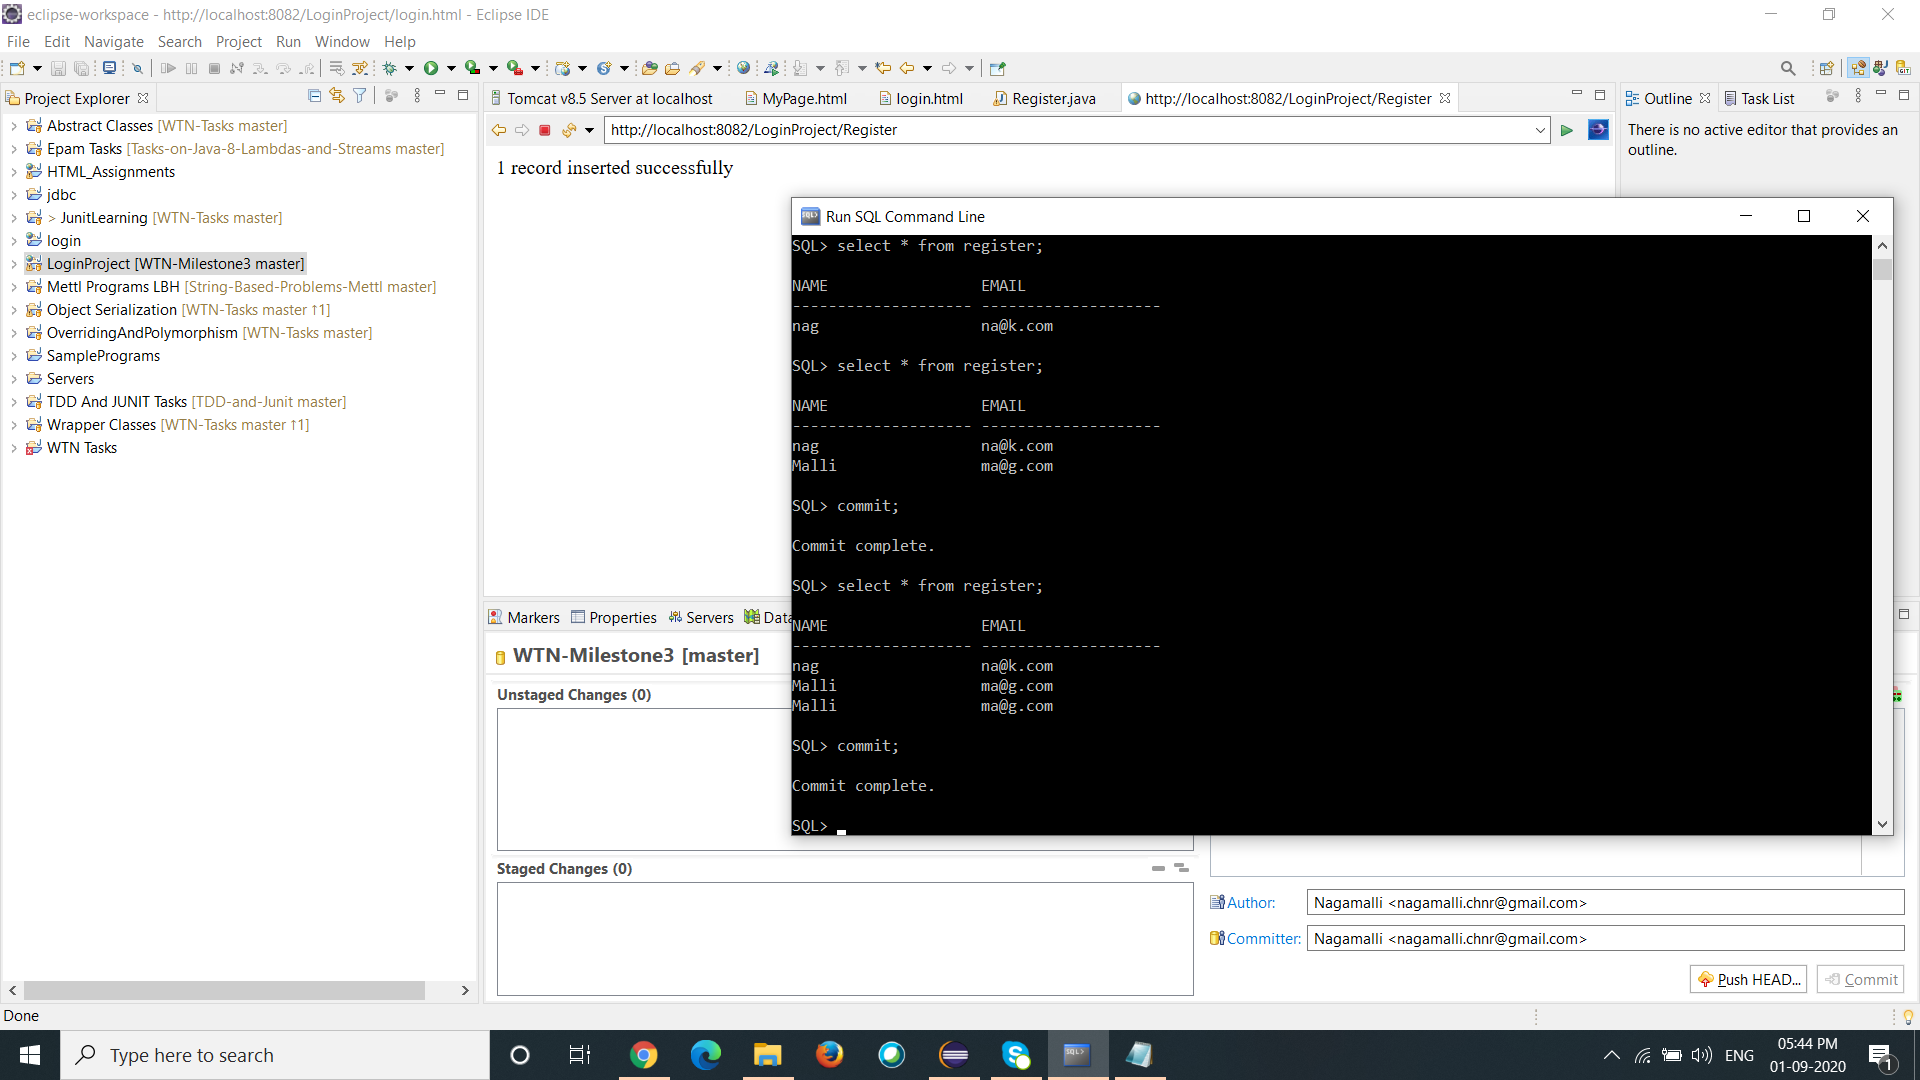 eclipse-workspace - http://localhost:8082/LoginProject/login.html - Eclipse IDE
File Edit Navigate Search Project Run Window Help
Project Explorer
Abstract Classes [WTN-Tasks master]
Epam Tasks [Tasks-on-Java-8-Lambdas-and-Streams master]
HTML_Assignments
jdbc
> JunitLearning [WTN-Tasks master]
login
LoginProject [WTN-Milestone3 master]
Mettl Programs LBH [String-Based-Problems-Mettl master]
Object Serialization [WTN-Tasks master ↑1]
OverridingAndPolymorphism [WTN-Tasks master]
SamplePrograms
Servers
TDD And JUNIT Tasks [TDD-and-Junit master]
Wrapper Classes [WTN-Tasks master ↑1]
WTN Tasks
Tomcat v8.5 Server at localhost MyPage.html login.html Register.java http://localhost:8082/LoginProject/Register
http://localhost:8082/LoginProject/Register
1 record inserted successfully
Outline Task List
There is no active editor that provides an
outline.
Run SQL Command Line
SQL> select * from register;
NAME EMAIL
-------------------- --------------------
nag na@k.com
SQL> select * from register;
NAME EMAIL
-------------------- --------------------
nag na@k.com
Malli ma@g.com
SQL> commit;
Commit complete.
SQL> select * from register;
NAME EMAIL
-------------------- --------------------
nag na@k.com
Malli ma@g.com
Malli ma@g.com
SQL> commit;
Commit complete.
SQL>
Markers Properties Servers Data
WTN-Milestone3 [master]
Unstaged Changes (0)
Staged Changes (0)
Author: Nagamalli <nagamalli.chnr@gmail.com>
Committer: Nagamalli <nagamalli.chnr@gmail.com>
Push HEAD... Commit
Done
Type here to search
ENG
05:44 PM
01-09-2020
1